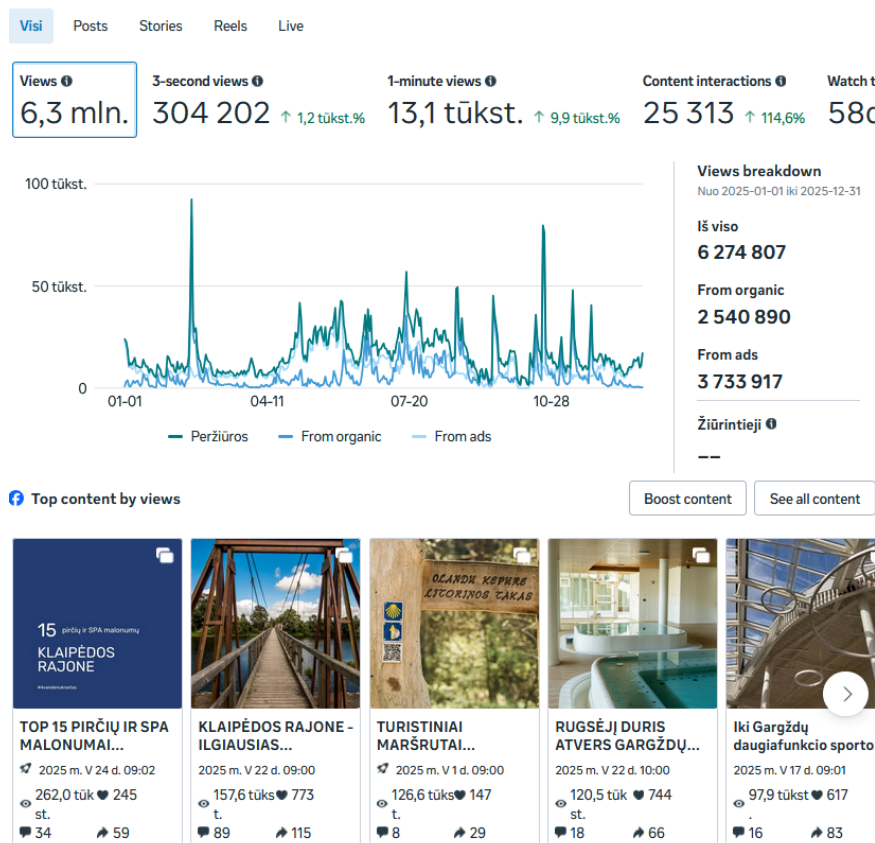 Visi Posts Stories Reels Live
Views 3-second views 1-minute views Content interactions Watch t
6,3 mln. 304 202 ↑ 1,2 tūkst.% 13,1 tūkst. ↑ 9,9 tūkst.% 25 313 ↑ 114,6% 58d
100 tūkst.
50 tūkst.
0
01-01 04-11 07-20 10-28
Peržiūros From organic From ads
Views breakdown
Nuo 2025-01-01 iki 2025-12-31
Iš viso
6 274 807
From organic
2 540 890
From ads
3 733 917
Žiūrintieji
--
Top content by views
Boost content See all content
15 pirčių ir SPA malonumų
KLAIPĖDOS
RAJONE
OLANDŲ KEPURĖ
LITORINOS TAKAS
TOP 15 PIRČIŲ IR SPA
MALONUMAI...
2025 m. V 24 d. 09:02
262,0 tūk
st.
245
34 59
KLAIPĖDOS RAJONE -
ILGIAUSIAS...
2025 m. V 22 d. 09:00
157,6 tūks
t.
773
89 115
TURISTINIAI
MARŠRUTAI...
2025 m. V 1 d. 09:00
126,6 tūks
t.
147
8 29
RUGSĖJĮ DURIS
ATVERS GARGŽDŲ...
2025 m. V 22 d. 10:00
120,5 tūk
st.
744
18 66
Iki Gargždų
daugiafunkcio sporto
2025 m. V 17 d. 09:01
97,9 tūkst
.
617
16 83